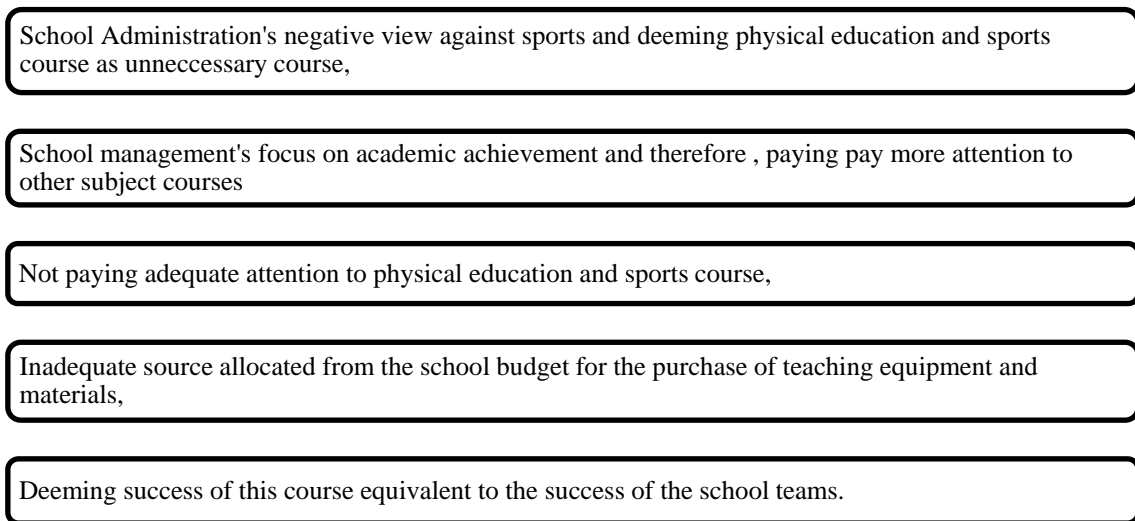 School Administration's negative view against sports and deeming physical education and sports
course as unneccessary course,
School management's focus on academic achievement and therefore , paying pay more attention to
other subject courses
Not paying adequate attention to physical education and sports course,
Inadequate source allocated from the school budget for the purchase of teaching equipment and
materials,
Deeming success of this course equivalent to the success of the school teams.